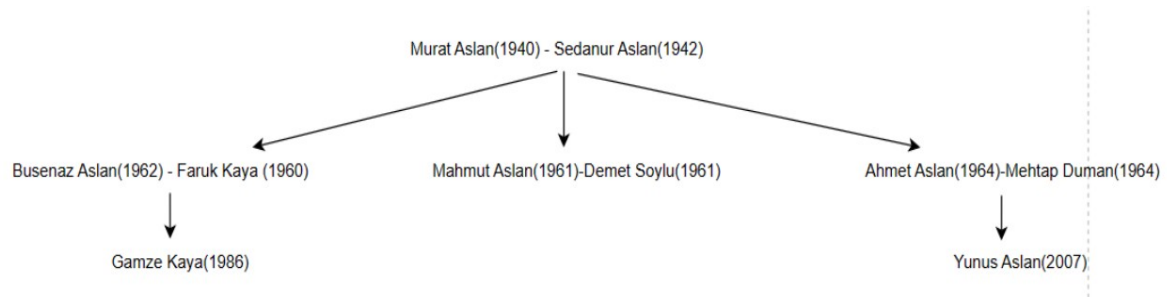 Murat Aslan(1940) - Sedanur Aslan(1942)
Busenaz Aslan(1962) - Faruk Kaya (1960)
Mahmut Aslan(1961)-Demet Soylu(1961)
Ahmet Aslan(1964)-Mehtap Duman(1964)
Gamze Kaya(1986)
Yunus Aslan(2007)